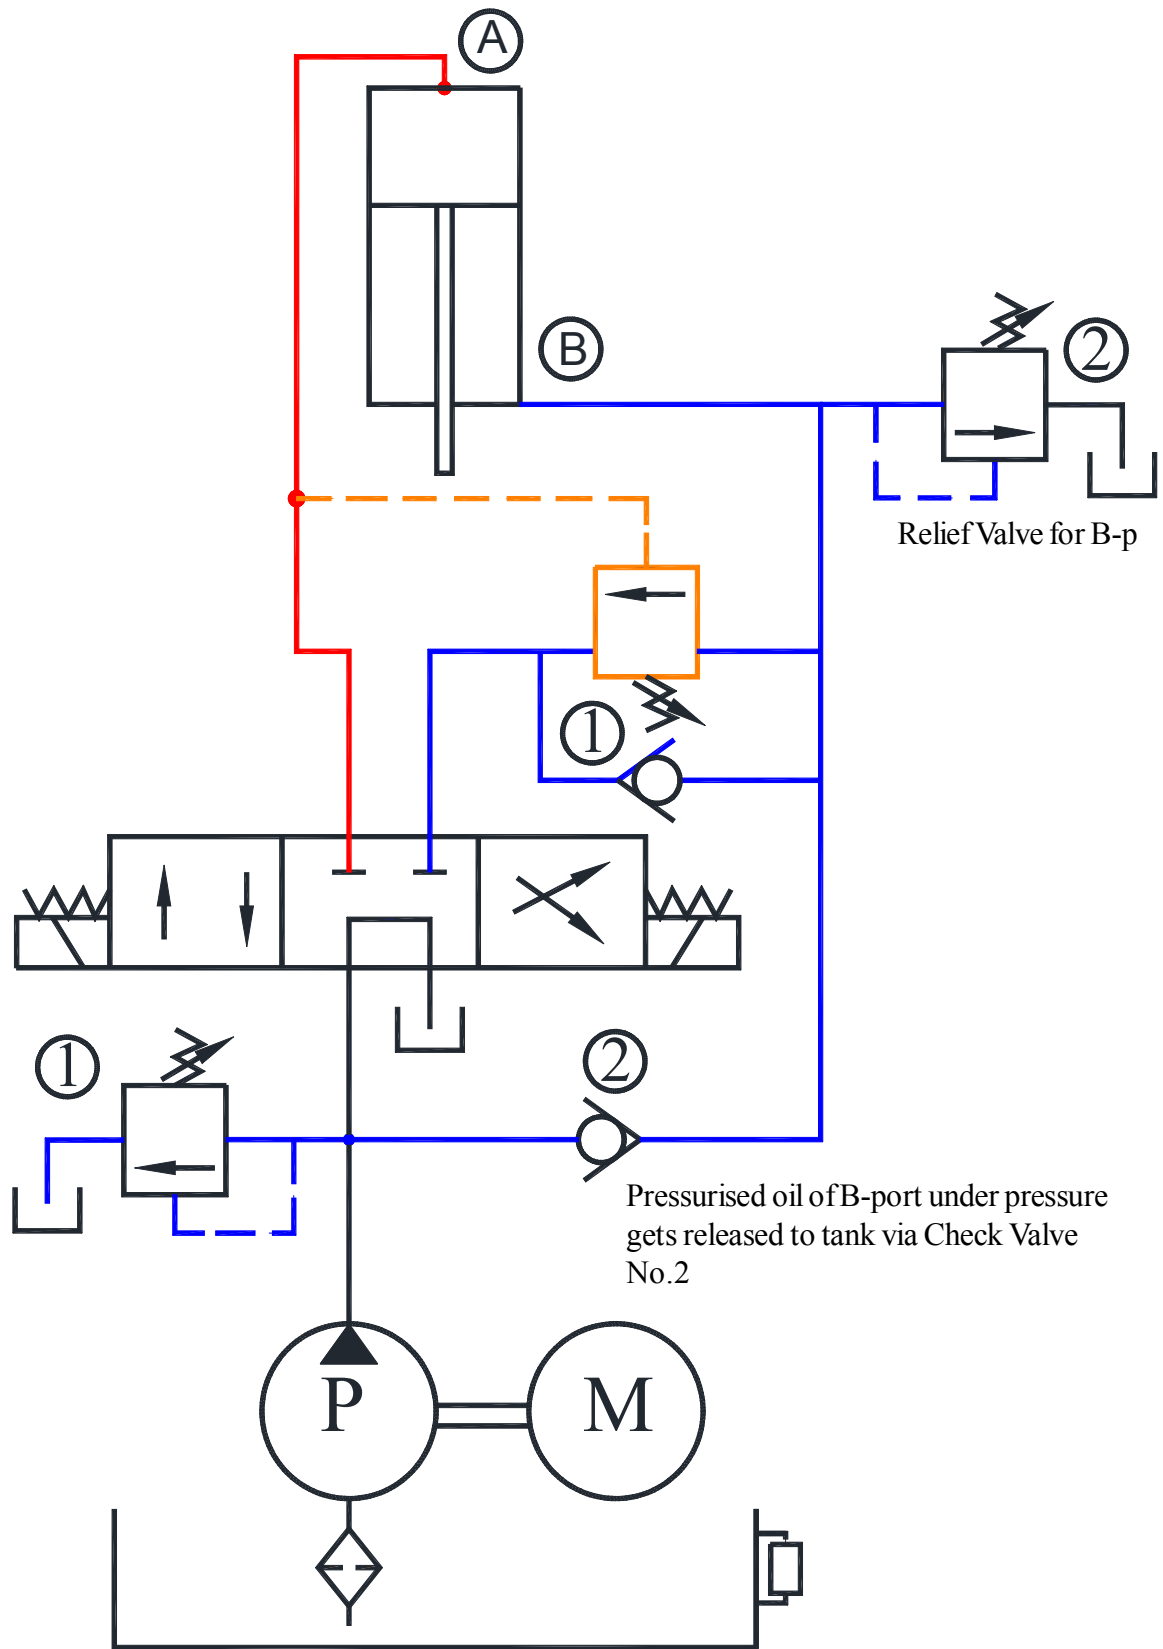 A
B
2
Relief Valve for B-p
1
1
2
Pressurised oil of B-port under pressure
gets released to tank via Check Valve
No.2
P
M